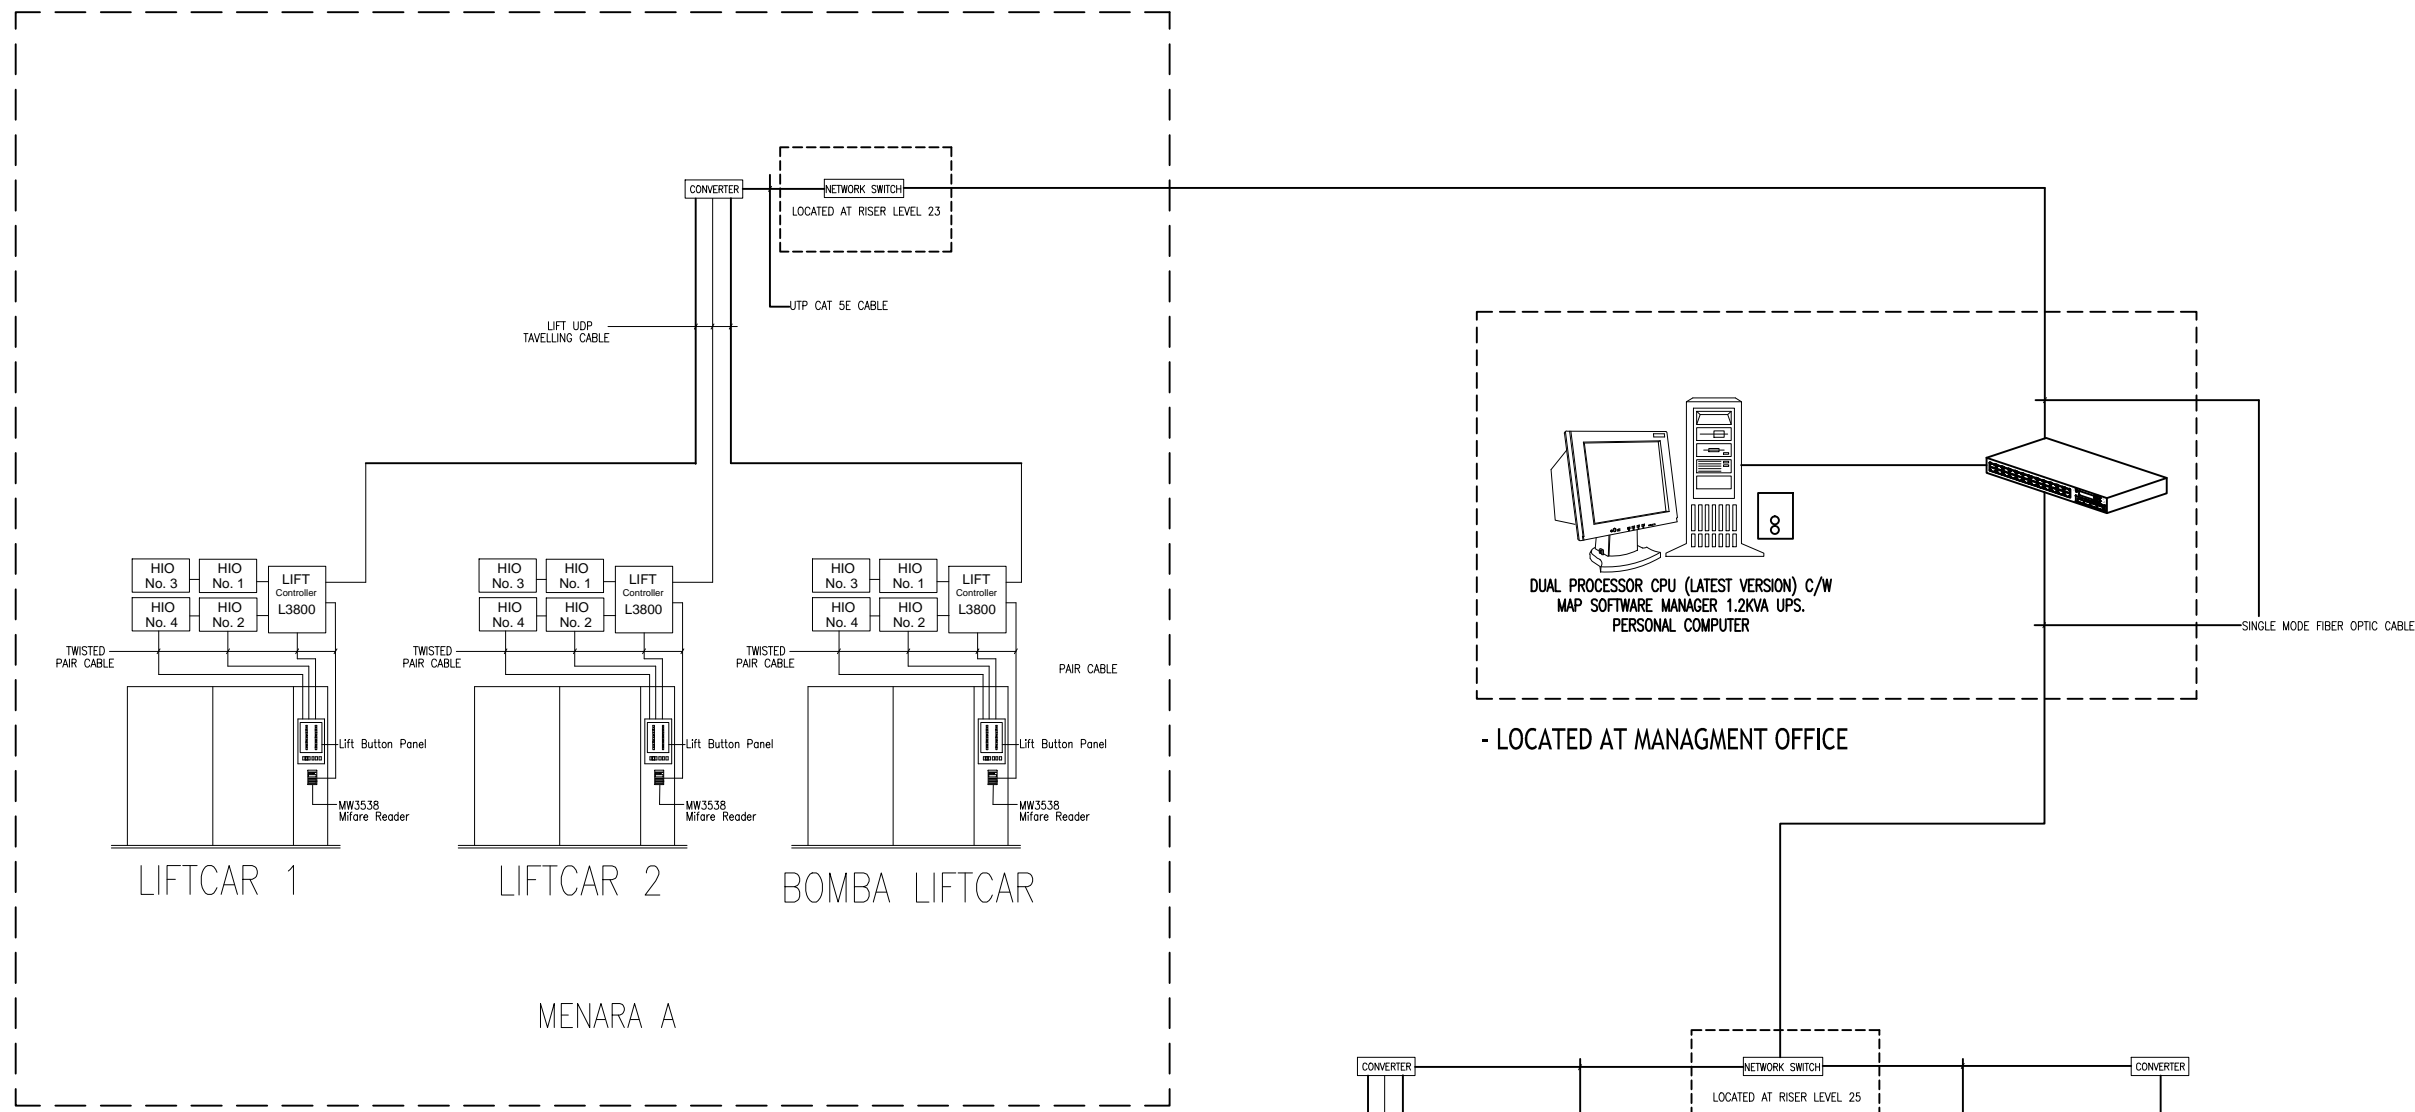 CONVERTER
NETWORK SWITCH
LOCATED AT RISER LEVEL 23
UTP CAT 5E CABLE
LIFT UDP
TAVELLING CABLE
HIO
No. 3
HIO
No. 1
LIFT
Controller
L3800
HIO
No. 4
HIO
No. 2
TWISTED
PAIR CABLE
Lift Button Panel
MW3538
Mifare Reader
LIFTCAR 1
HIO
No. 3
HIO
No. 1
LIFT
Controller
L3800
HIO
No. 4
HIO
No. 2
TWISTED
PAIR CABLE
Lift Button Panel
MW3538
Mifare Reader
LIFTCAR 2
HIO
No. 3
HIO
No. 1
LIFT
Controller
L3800
HIO
No. 4
HIO
No. 2
TWISTED
PAIR CABLE
PAIR CABLE
Lift Button Panel
MW3538
Mifare Reader
BOMBA LIFTCAR
MENARA A
DUAL PROCESSOR CPU (LATEST VERSION) C/W
MAP SOFTWARE MANAGER 1.2KVA UPS.
PERSONAL COMPUTER
SINGLE MODE FIBER OPTIC CABLE
- LOCATED AT MANAGMENT OFFICE
CONVERTER
NETWORK SWITCH
CONVERTER
LOCATED AT RISER LEVEL 25